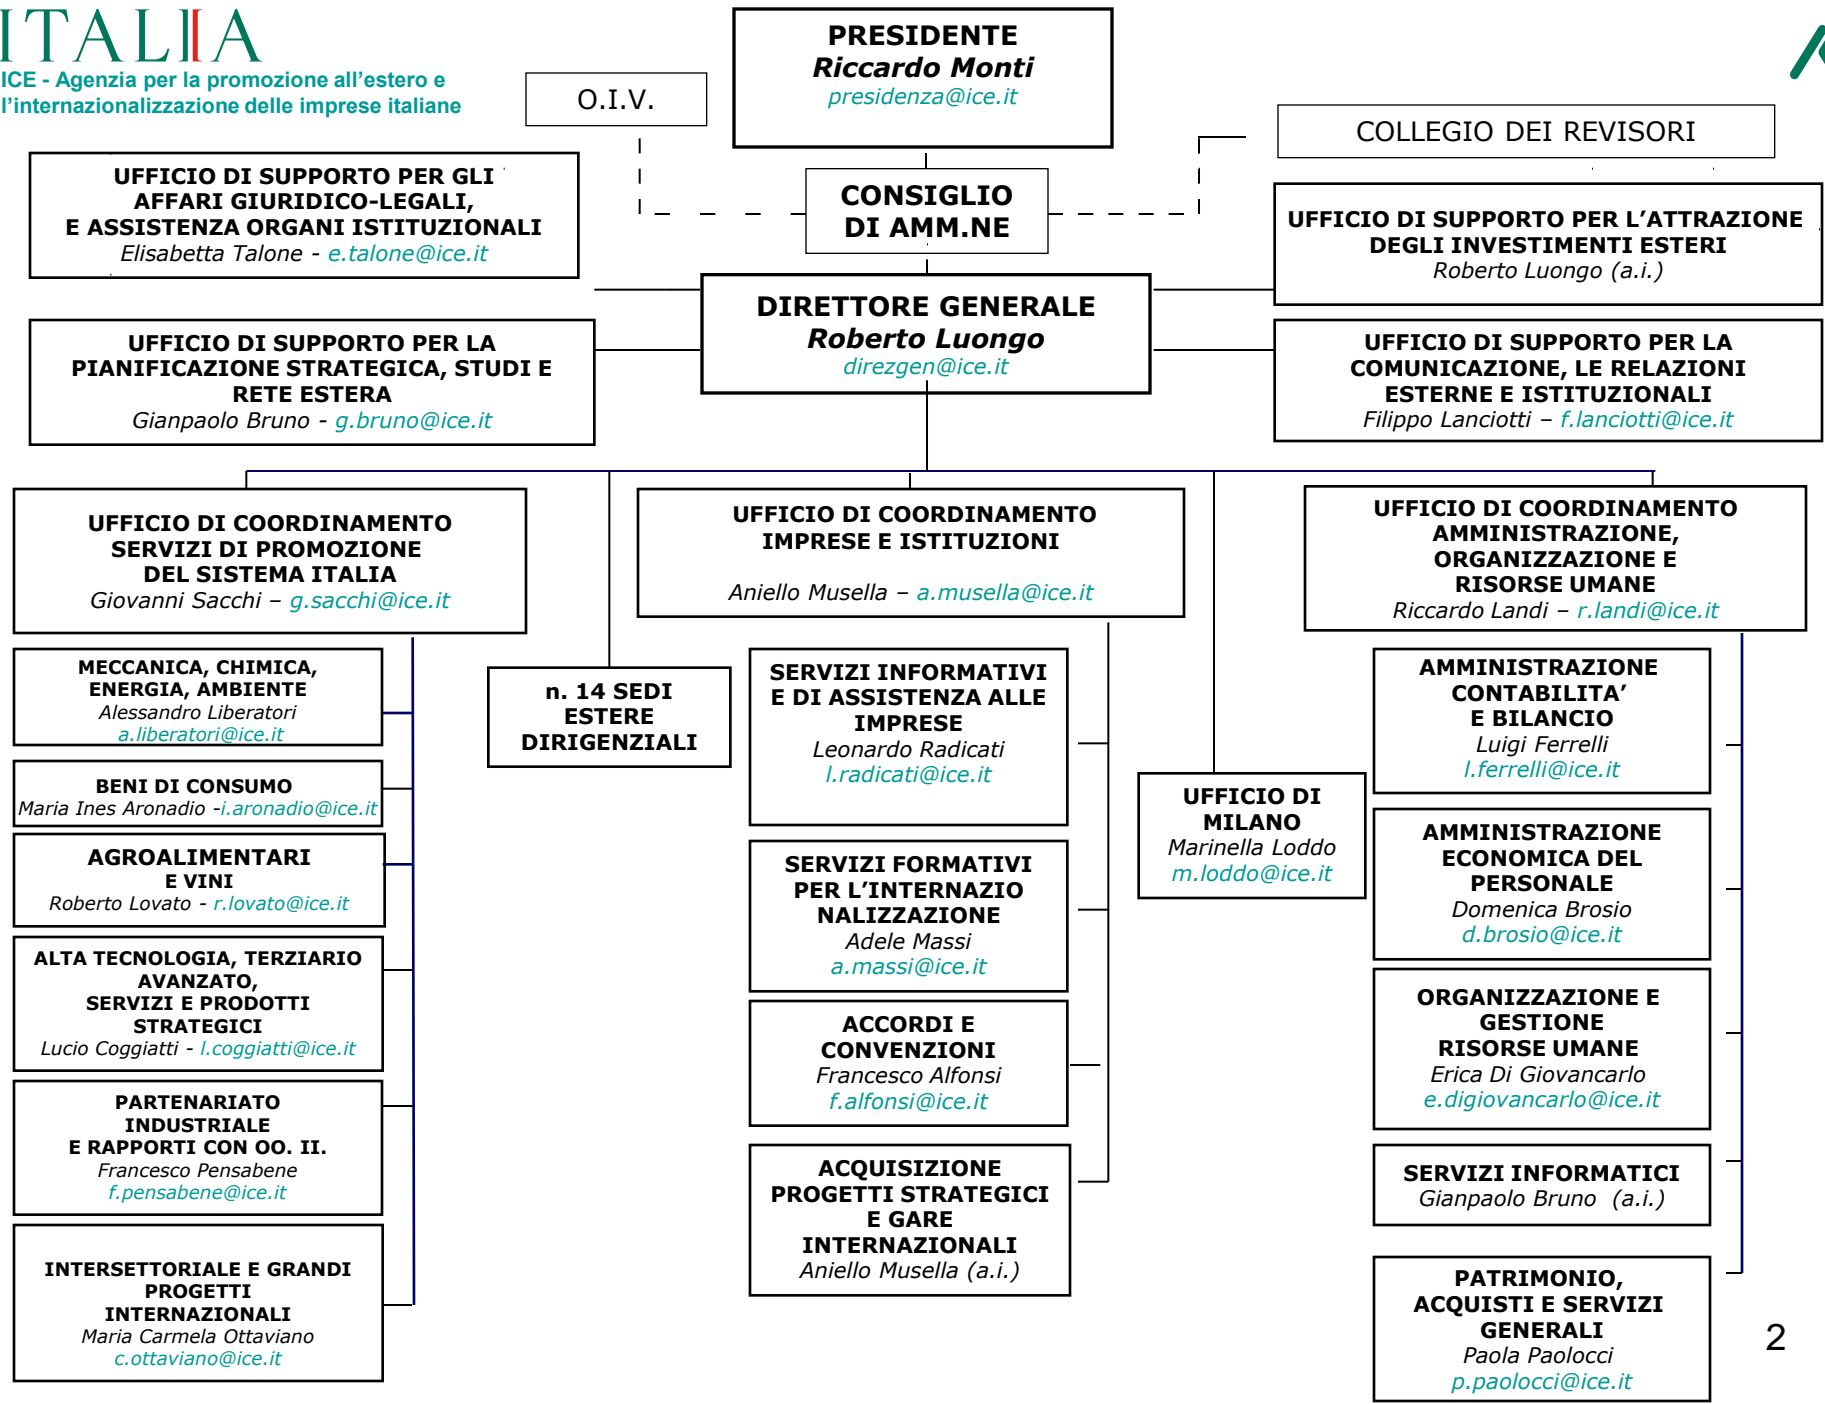 ITALIA
ICE - Agenzia per la promozione all'estero e
l'internazionalizzazione delle imprese italiane
O.I.V.
PRESIDENTE
Riccardo Monti
presidenza@ice.it
COLLEGIO DEI REVISORI
UFFICIO DI SUPPORTO PER GLI
AFFARI GIURIDICO-LEGALI,
E ASSISTENZA ORGANI ISTITUZIONALI
Elisabetta Talone - e.talone@ice.it
CONSIGLIO
DI AMM.NE
UFFICIO DI SUPPORTO PER L’ATTRAZIONE
DEGLI INVESTIMENTI ESTERI
Roberto Luongo (a.i.)
DIRETTORE GENERALE
Roberto Luongo
direzgen@ice.it
UFFICIO DI SUPPORTO PER LA
PIANIFICAZIONE STRATEGICA, STUDI E
RETE ESTERA
Gianpaolo Bruno - g.bruno@ice.it
UFFICIO DI SUPPORTO PER LA
COMUNICAZIONE, LE RELAZIONI
ESTERNE E ISTITUZIONALI
Filippo Lanciotti – f.lanciotti@ice.it
UFFICIO DI COORDINAMENTO
SERVIZI DI PROMOZIONE
DEL SISTEMA ITALIA
Giovanni Sacchi – g.sacchi@ice.it
UFFICIO DI COORDINAMENTO
IMPRESE E ISTITUZIONI
Aniello Musella – a.musella@ice.it
UFFICIO DI COORDINAMENTO
AMMINISTRAZIONE,
ORGANIZZAZIONE E
RISORSE UMANE
Riccardo Landi – r.landi@ice.it
MECCANICA, CHIMICA,
ENERGIA, AMBIENTE
Alessandro Liberatori
a.liberatori@ice.it
BENI DI CONSUMO
Maria Ines Aronadio -i.aronadio@ice.it
AGROALIMENTARI
E VINI
Roberto Lovato - r.lovato@ice.it
ALTA TECNOLOGIA, TERZIARIO
AVANZATO,
SERVIZI E PRODOTTI
STRATEGICI
Lucio Coggiatti - l.coggiatti@ice.it
PARTENARIATO
INDUSTRIALE
E RAPPORTI CON OO. II.
Francesco Pensabene
f.pensabene@ice.it
INTERSETTORIALE E GRANDI
PROGETTI
INTERNAZIONALI
Maria Carmela Ottaviano
c.ottaviano@ice.it
n. 14 SEDI
ESTERE
DIRIGENZIALI
SERVIZI INFORMATIVI
E DI ASSISTENZA ALLE
IMPRESE
Leonardo Radicati
l.radicati@ice.it
SERVIZI FORMATIVI
PER L’INTERNAZIO
NALIZZAZIONE
Adele Massi
a.massi@ice.it
ACCORDI E
CONVENZIONI
Francesco Alfonsi
f.alfonsi@ice.it
ACQUISIZIONE
PROGETTI STRATEGICI
E GARE
INTERNAZIONALI
Aniello Musella (a.i.)
UFFICIO DI
MILANO
Marinella Loddo
m.loddo@ice.it
AMMINISTRAZIONE
CONTABILITA’
E BILANCIO
Luigi Ferrelli
l.ferrelli@ice.it
AMMINISTRAZIONE
ECONOMICA DEL
PERSONALE
Domenica Brosio
d.brosio@ice.it
ORGANIZZAZIONE E
GESTIONE
RISORSE UMANE
Erica Di Giovancarlo
e.digiovancarlo@ice.it
SERVIZI INFORMATICI
Gianpaolo Bruno (a.i.)
PATRIMONIO,
ACQUISTI E SERVIZI
GENERALI
Paola Paolocci
p.paolocci@ice.it
2